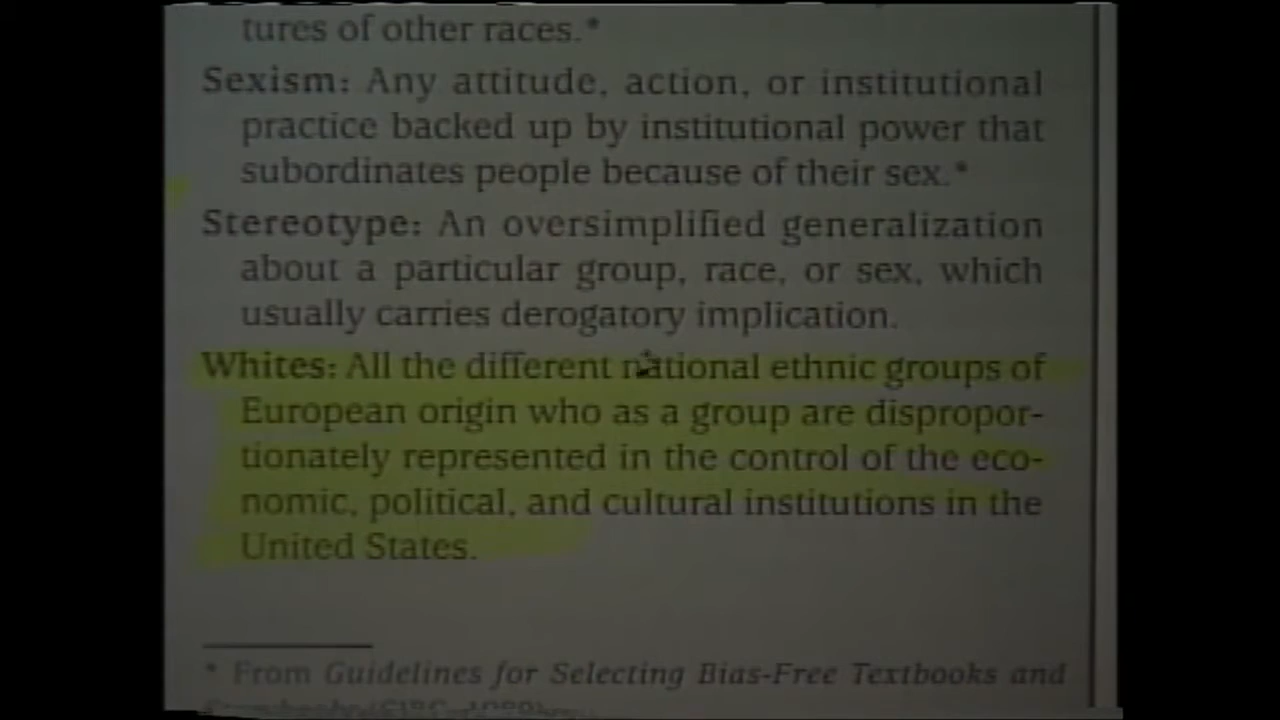 tures of other races.*
Sexism: Any attitude, action, or institutional
practice backed up by institutional power that
subordinates people because of their sex.*
Stereotype: An oversimplified generalization
about a particular group, race, or sex, which
usually carries derogatory implication.
Whites: All the different national ethnic groups of
European origin who as a group are dispropor-
tionately represented in the control of the eco-
nomic, political, and cultural institutions in the
United States.
* From Guidelines for Selecting Bias-Free Textbooks and